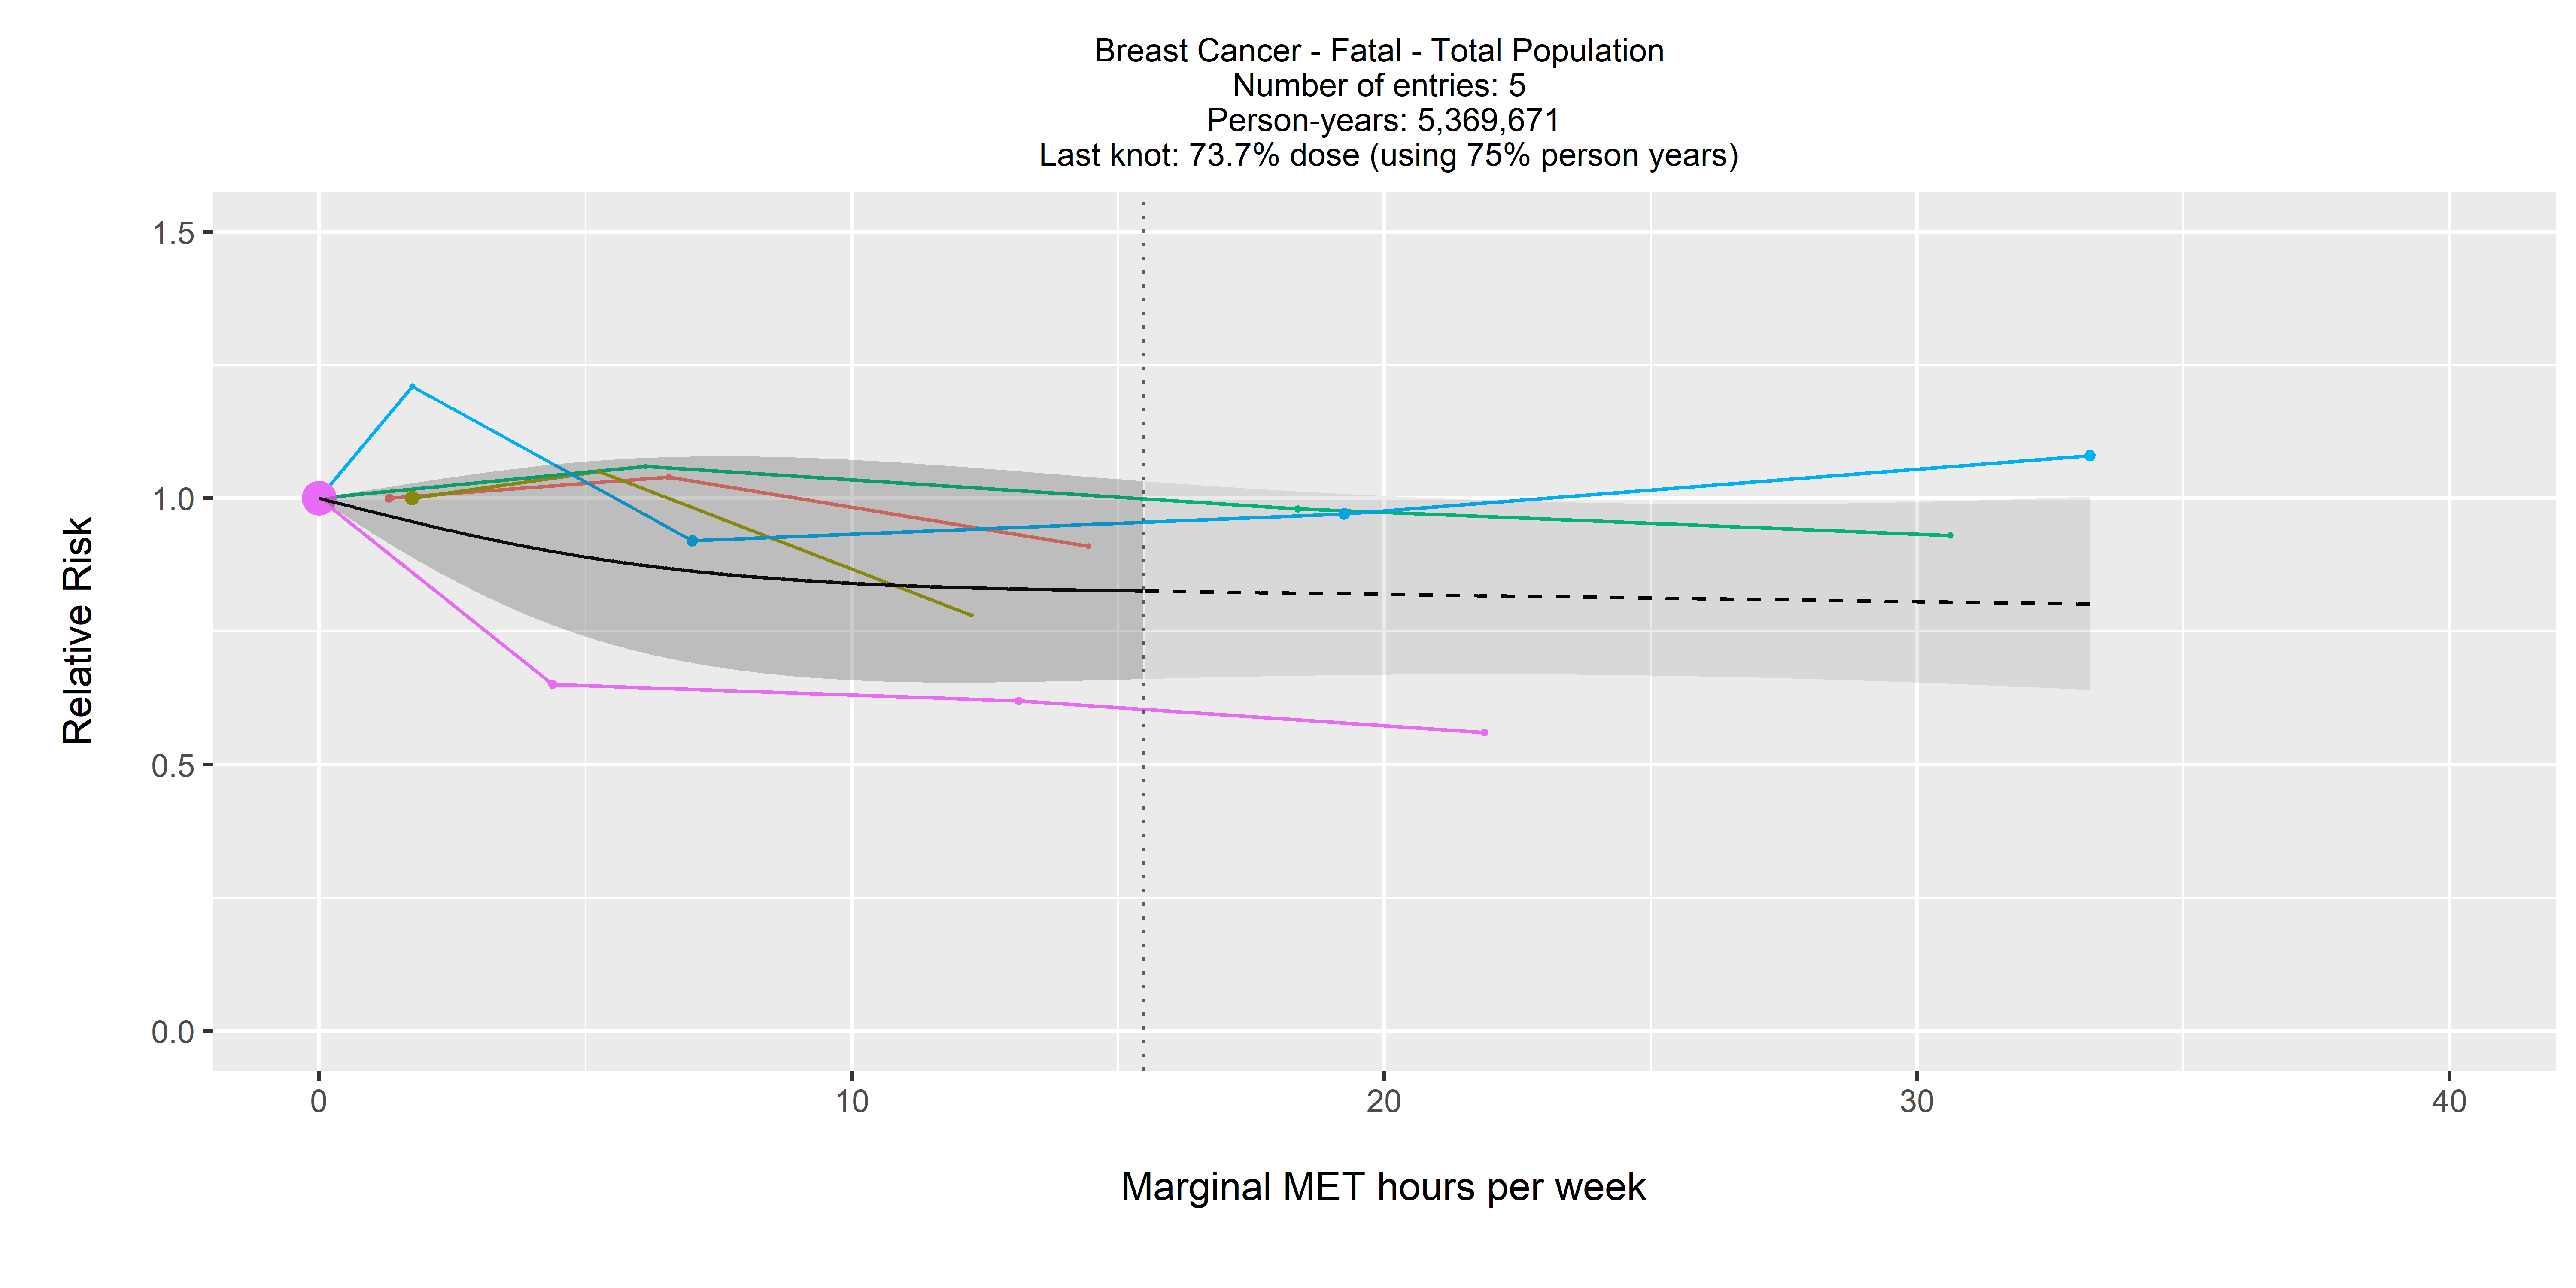 Breast Cancer - Fatal - Total Population
Number of entries: 5
Person-years: 5,369,671
Last knot: 73.7% dose (using 75% person years)
1.5
1.0
0.5
0.0
Relative Risk
0 10 20 30 40
Marginal MET hours per week